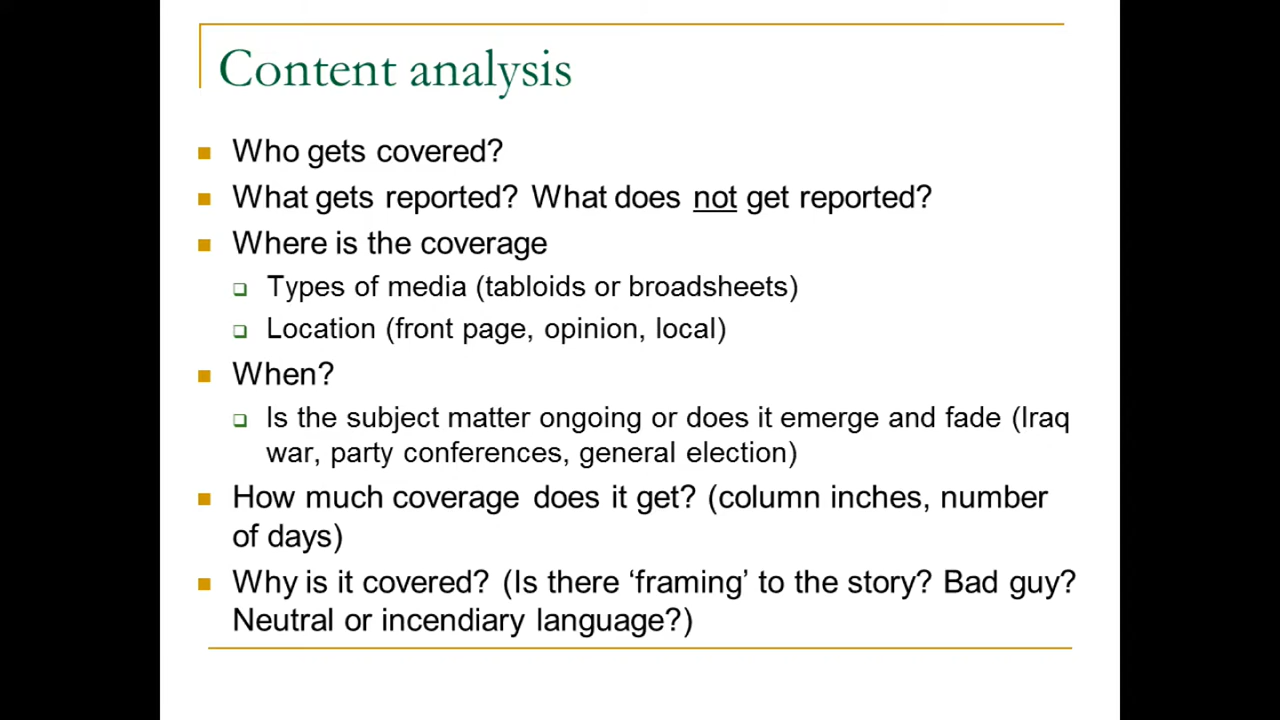 Content analysis
Who gets covered?
What gets reported? What does not get reported?
Where is the coverage
Types of media (tabloids or broadsheets)
Location (front page, opinion, local)
When?
Is the subject matter ongoing or does it emerge and fade (Iraq
war, party conferences, general election)
How much coverage does it get? (column inches, number
of days)
Why is it covered? (Is there ‘framing’ to the story? Bad guy?
Neutral or incendiary language?)